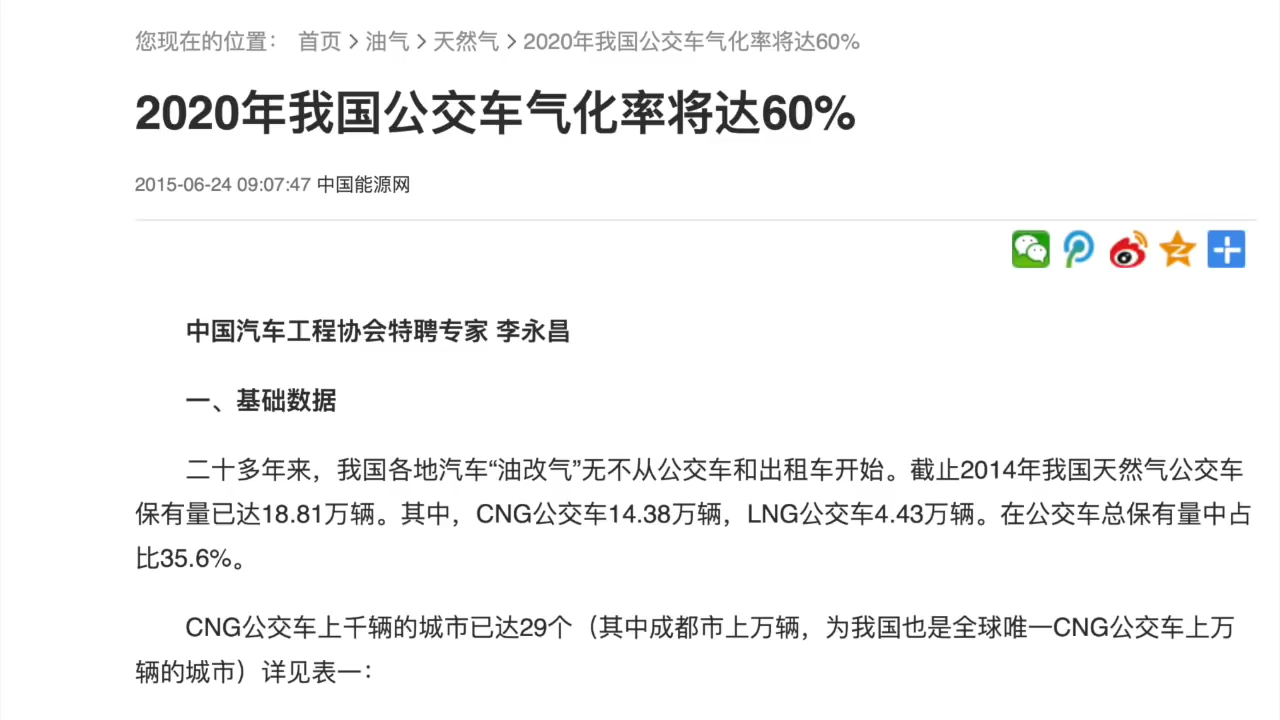 您现在的位置： 首页 > 油气 > 天然气 > 2020年我国公交车气化率将达60%
2020年我国公交车气化率将达60%
2015-06-24 09:07:47 中国能源网
中国汽车工程协会特聘专家 李永昌
一、基础数据
二十多年来，我国各地汽车“油改气”无不从公交车和出租车开始。截止2014年我国天然气公交车
保有量已达18.81万辆。其中，CNG公交车14.38万辆，LNG公交车4.43万辆。在公交车总保有量中占
比35.6%。
CNG公交车上千辆的城市已达29个（其中成都市上万辆，为我国也是全球唯一CNG公交车上万
辆的城市）详见表一：